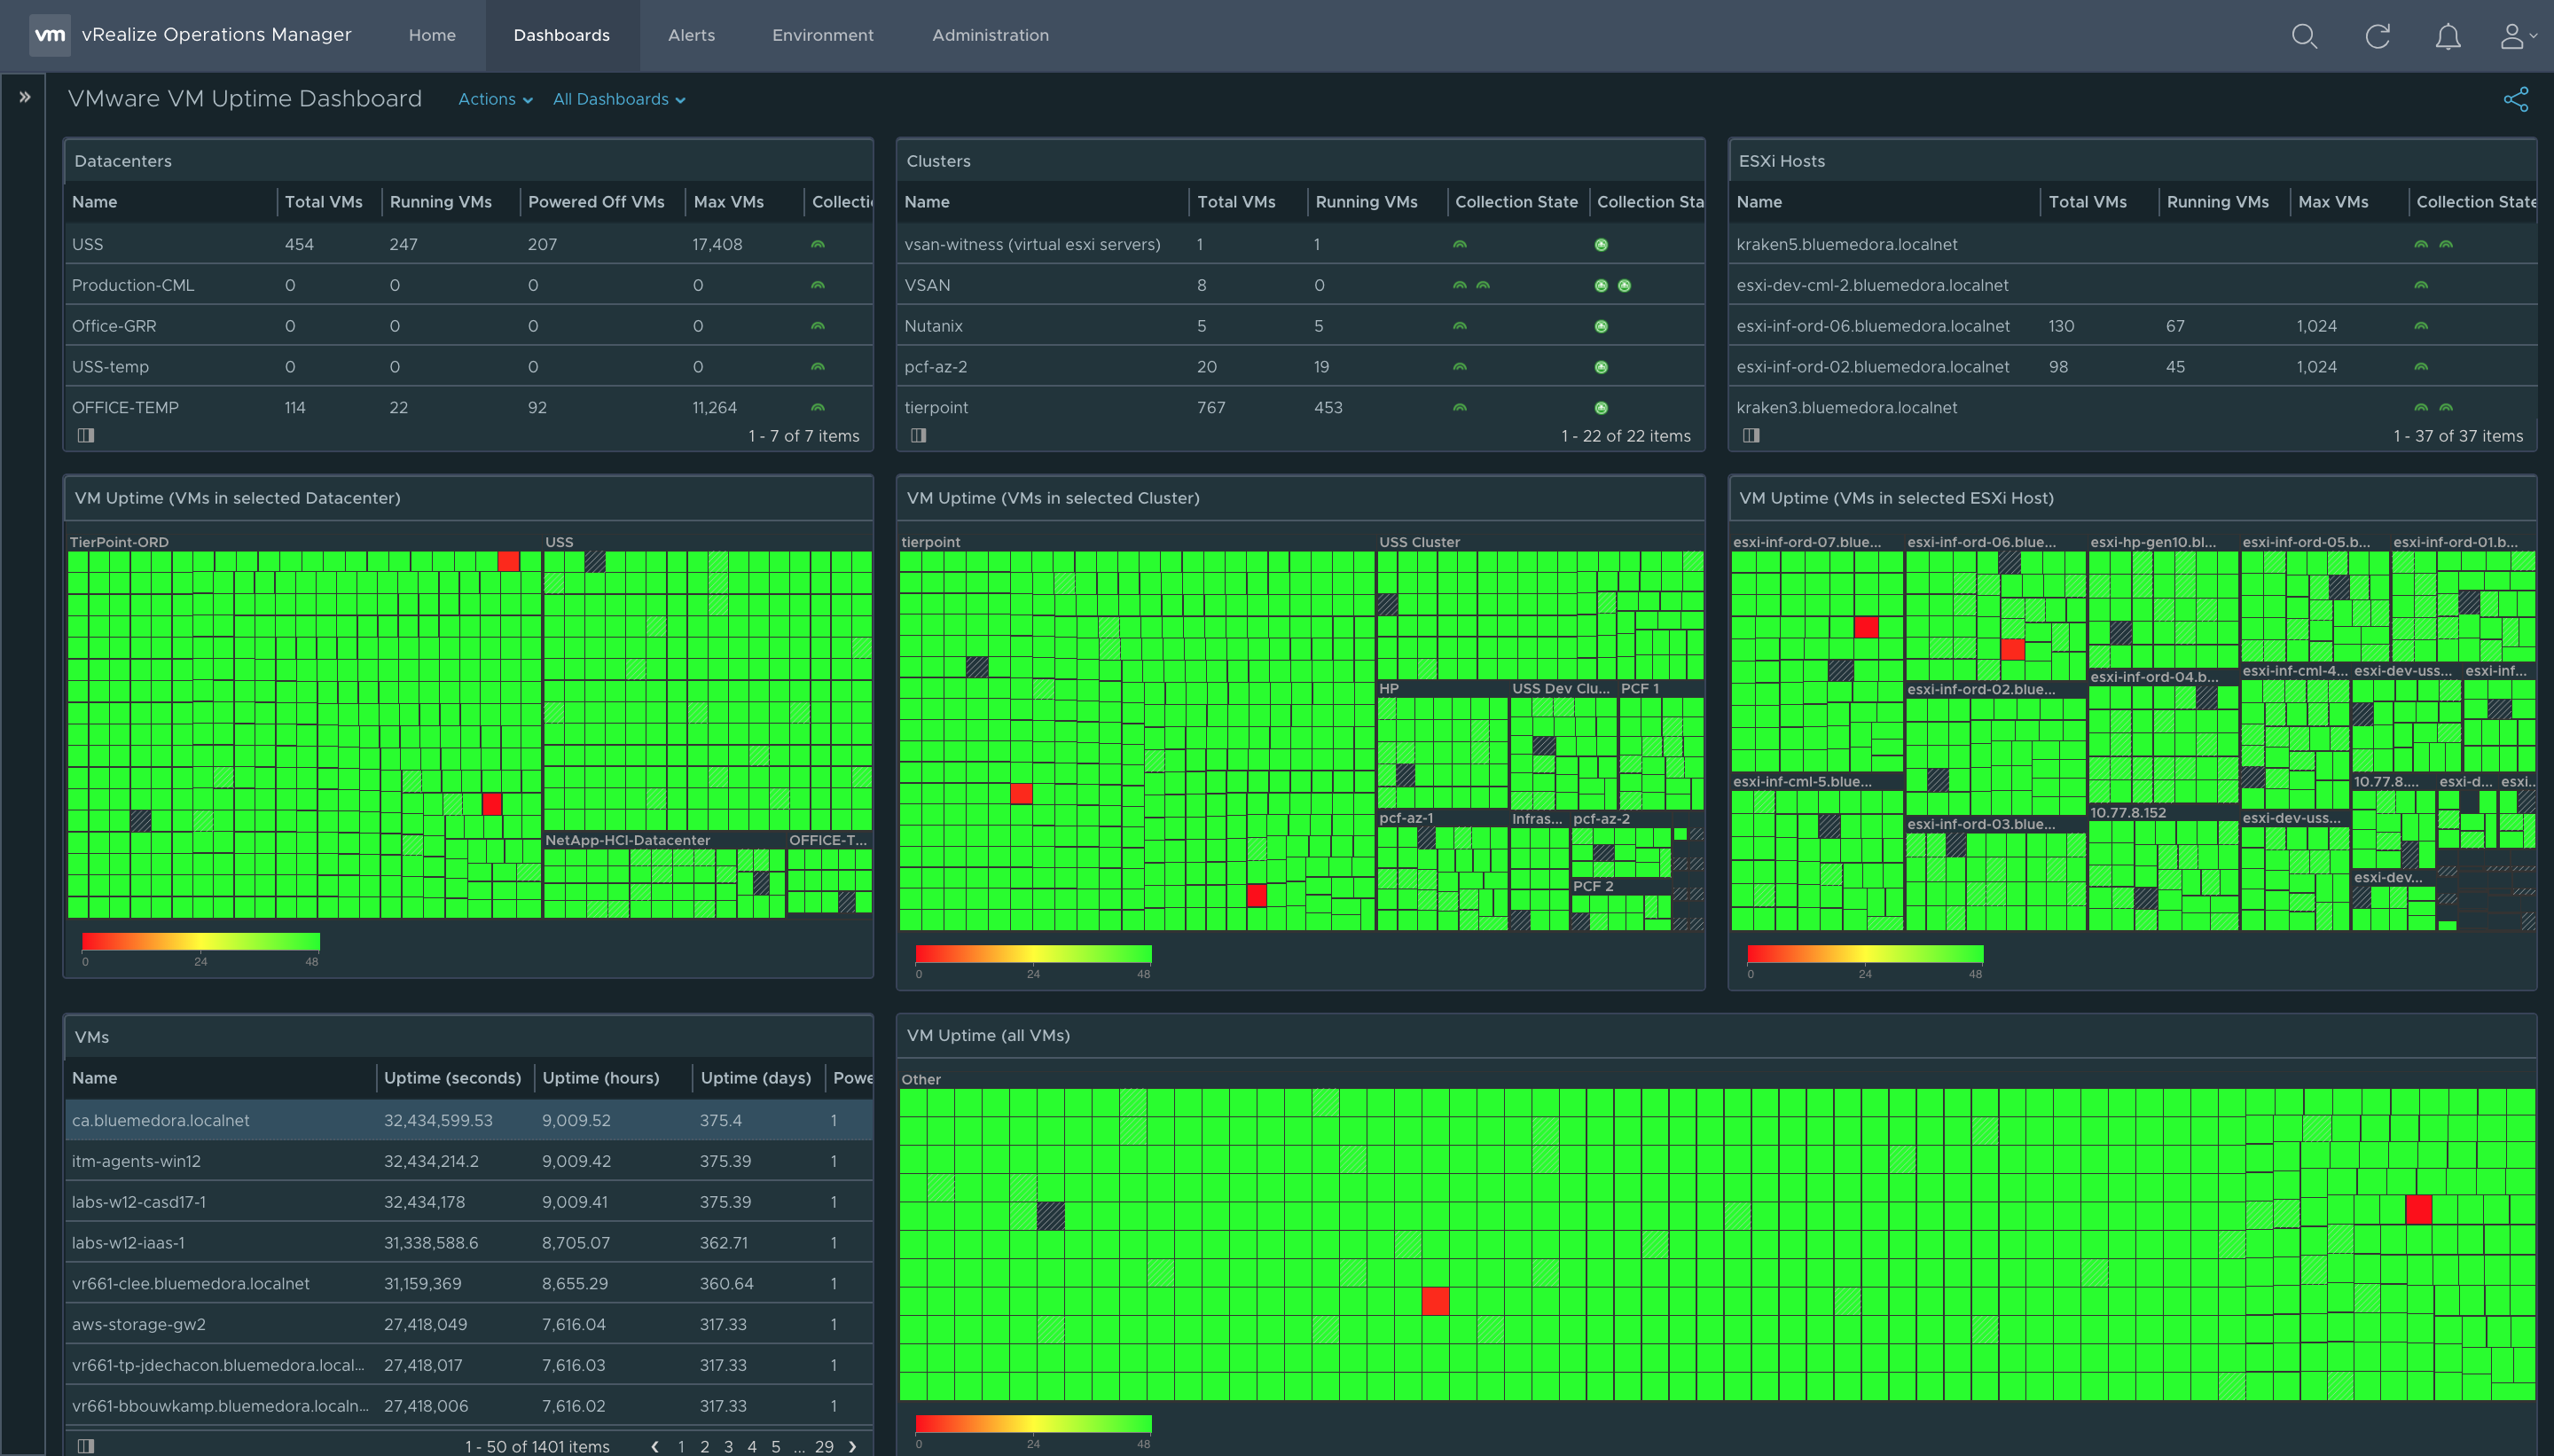 vm vRealize Operations Manager Home Dashboards Alerts Environment Administration
VMware VM Uptime Dashboard Actions All Dashboards
Datacenters
Name Total VMs Running VMs Powered Off VMs Max VMs Collecti
USS 454 247 207 17,408
Production-CML 0 0 0 0
Office-GRR 0 0 0 0
USS-temp 0 0 0 0
OFFICE-TEMP 114 22 92 11,264
1 - 7 of 7 items
Clusters
Name Total VMs Running VMs Collection State Collection Sta
vsan-witness (virtual esxi servers) 1 1
VSAN 8 0
Nutanix 5 5
pcf-az-2 20 19
tierpoint 767 453
1 - 22 of 22 items
ESXi Hosts
Name Total VMs Running VMs Max VMs Collection State
kraken5.bluemedora.localnet
esxi-dev-cml-2.bluemedora.localnet
esxi-inf-ord-06.bluemedora.localnet 130 67 1,024
esxi-inf-ord-02.bluemedora.localnet 98 45 1,024
kraken3.bluemedora.localnet
1 - 37 of 37 items
VM Uptime (VMs in selected Datacenter)
TierPoint-ORD USS
NetApp-HCI-Datacenter OFFICE-T...
0 24 48
VM Uptime (VMs in selected Cluster)
tierpoint USS Cluster
HP USS Dev Clu... PCF 1
pcf-az-1 Infras... pcf-az-2
PCF 2
0 24 48
VM Uptime (VMs in selected ESXi Host)
esxi-inf-ord-07.blue... esxi-inf-ord-06.blue... esxi-hp-gen10.bl... esxi-inf-ord-05.b... esxi-inf-ord-01.b...
esxi-inf-ord-02.blue... esxi-inf-ord-04.b... esxi-inf-cml-4... esxi-dev-uss... esxi-inf...
esxi-inf-cml-5.blue... 10.77.8.... esxi-d... esxi...
esxi-inf-ord-03.blue... 10.77.8.152 esxi-dev-uss...
esxi-dev...
0 24 48
VMs
Name Uptime (seconds) Uptime (hours) Uptime (days) Powe
ca.bluemedora.localnet 32,434,599.53 9,009.52 375.4 1
itm-agents-win12 32,434,214.2 9,009.42 375.39 1
labs-w12-casd17-1 32,434,178 9,009.41 375.39 1
labs-w12-iaas-1 31,338,588.6 8,705.07 362.71 1
vr661-clee.bluemedora.localnet 31,159,369 8,655.29 360.64 1
aws-storage-gw2 27,418,049 7,616.04 317.33 1
vr661-tp-jdechacon.bluemedora.local... 27,418,017 7,616.03 317.33 1
vr661-bbouwkamp.bluemedora.localn... 27,418,006 7,616.02 317.33 1
1 - 50 of 1401 items 1 2 3 4 5 ... 29
VM Uptime (all VMs)
Other
0 24 48